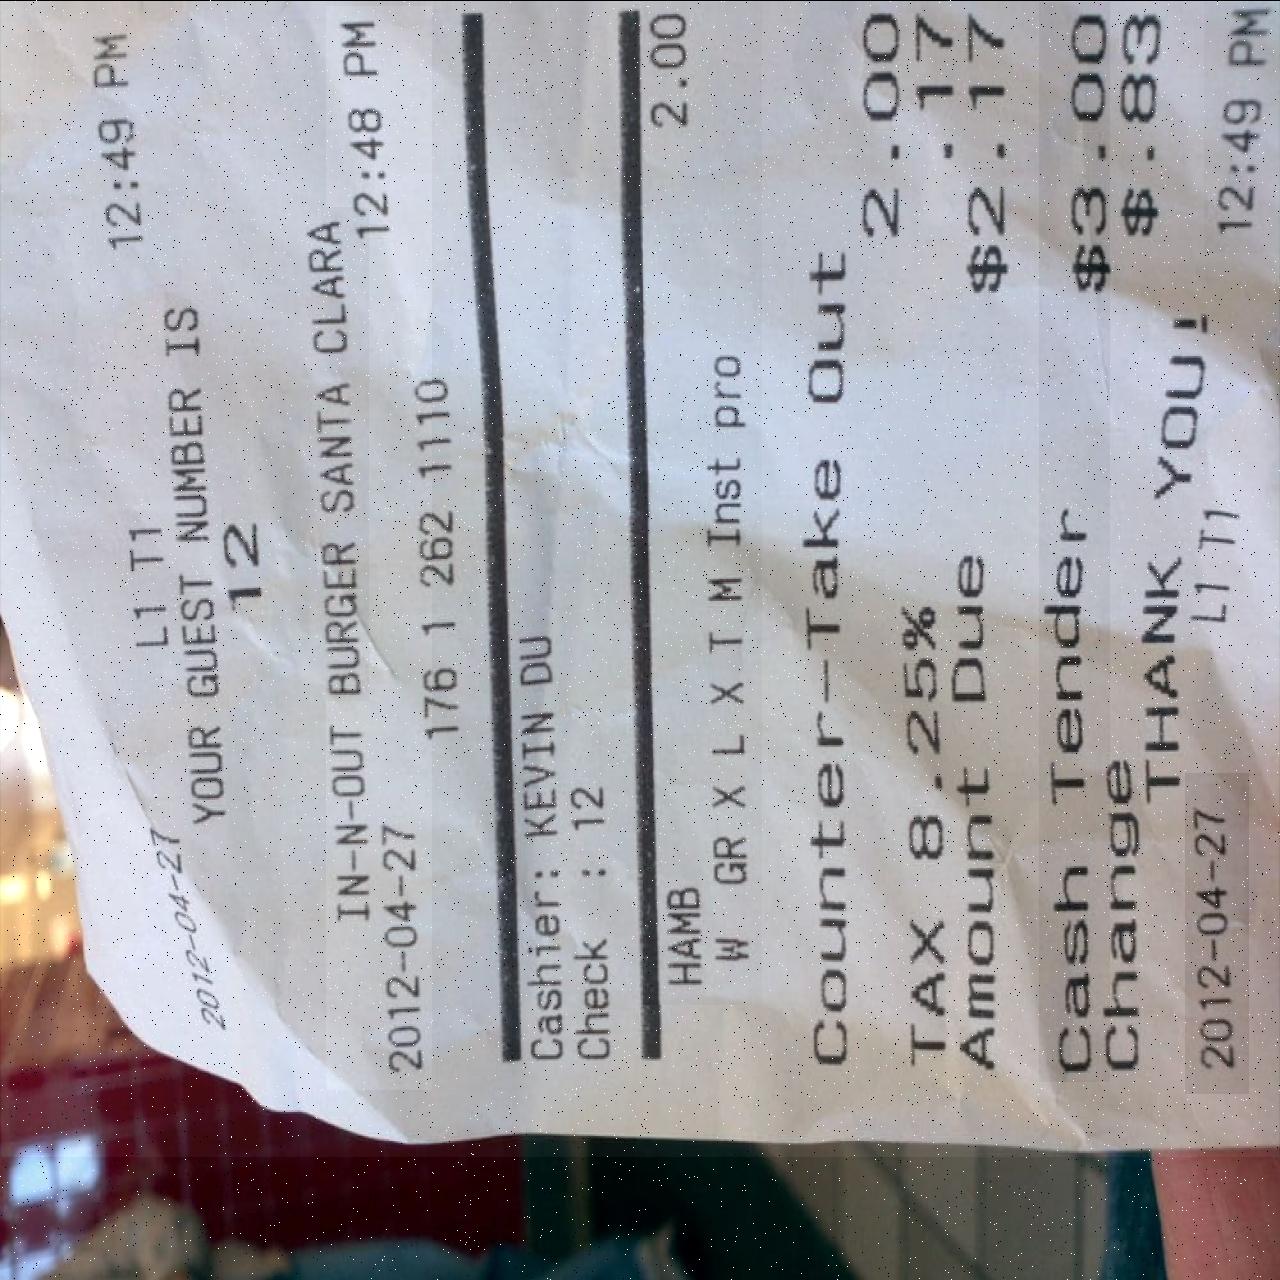 2012-04-27 L1 T1 12:49 PM
YOUR GUEST NUMBER IS
12
IN-N-OUT BURGER SANTA CLARA
2012-04-27 12:48 PM
176 1 262 1110
Cashier: KEVIN DU
Check : 12
HAMB 2.00
W GR X L X T M Inst pro
Counter-Take Out 2.00
TAX 8.25% .17
Amount Due $2.17
Cash Tender $3.00
Change $.83
THANK YOU!
2012-04-27 L1 T1 12:49 PM